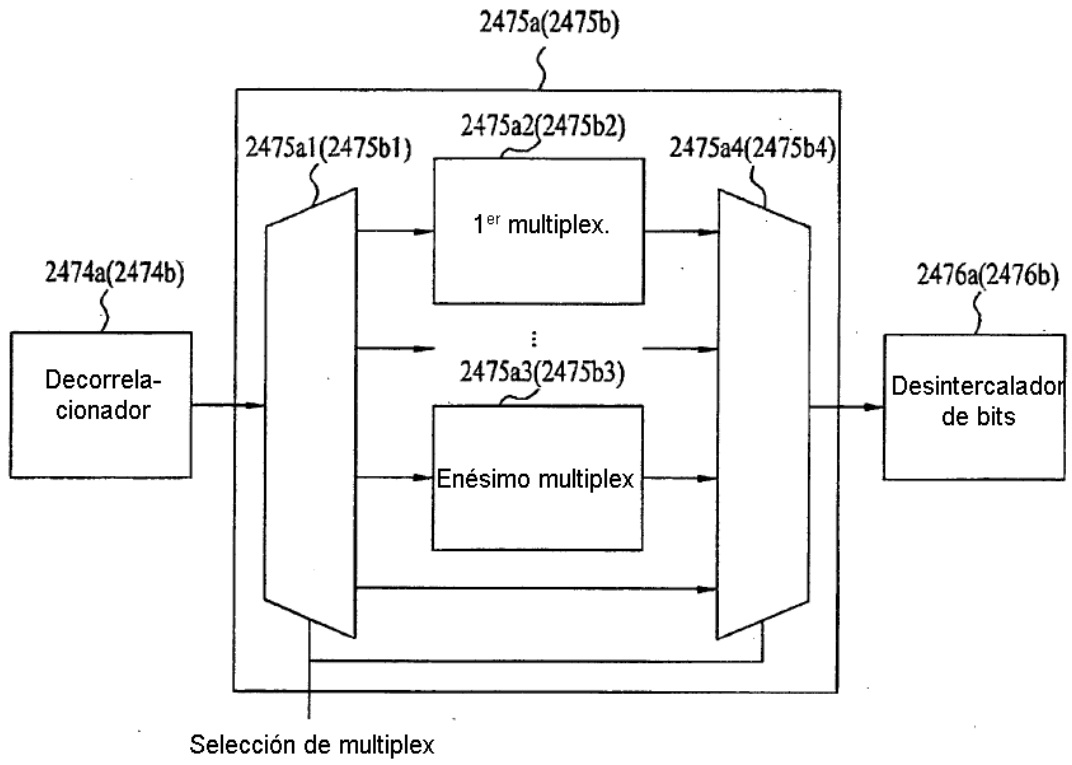 2475a(2475b)
2475a1(2475b1)
2475a2(2475b2)
2475a4(2475b4)
1er multiplex.
2474a(2474b)
2476a(2476b)
Decorrela-
cionador
...
2475a3(2475b3)
Desintercalador
de bits
Enésimo multiplex
Selección de multiplex